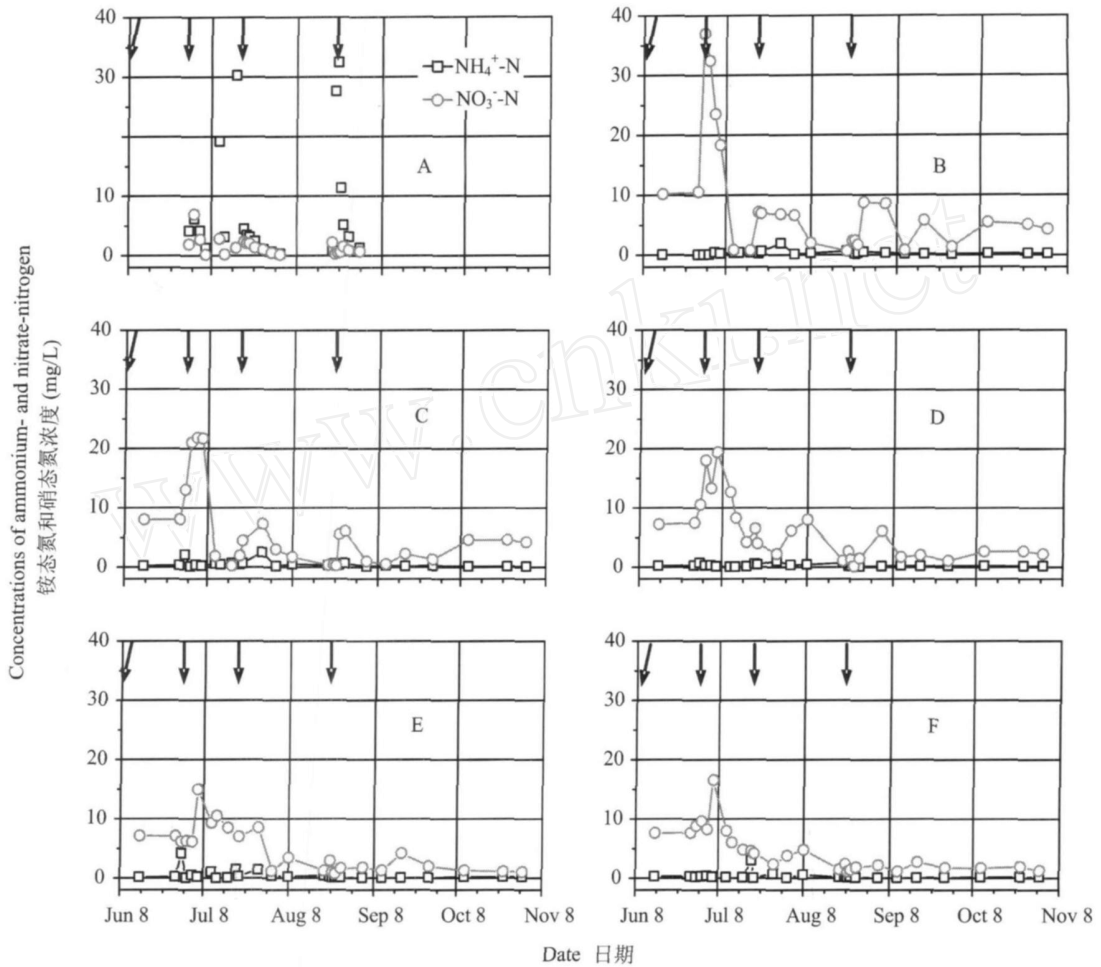 Concentrations of ammonium- and nitrate-nitrogen
铵态氮和硝态氮浓度 (mg/L)
40
30
20
10
0
NH₄⁺-N
NO₃⁻-N
A
40
30
20
10
0
B
40
30
20
10
0
C
40
30
20
10
0
D
40
30
20
10
0
E
Jun 8 Jul 8 Aug 8 Sep 8 Oct 8 Nov 8
40
30
20
10
0
F
Jun 8 Jul 8 Aug 8 Sep 8 Oct 8 Nov 8
Date 日期
www.cnki.net